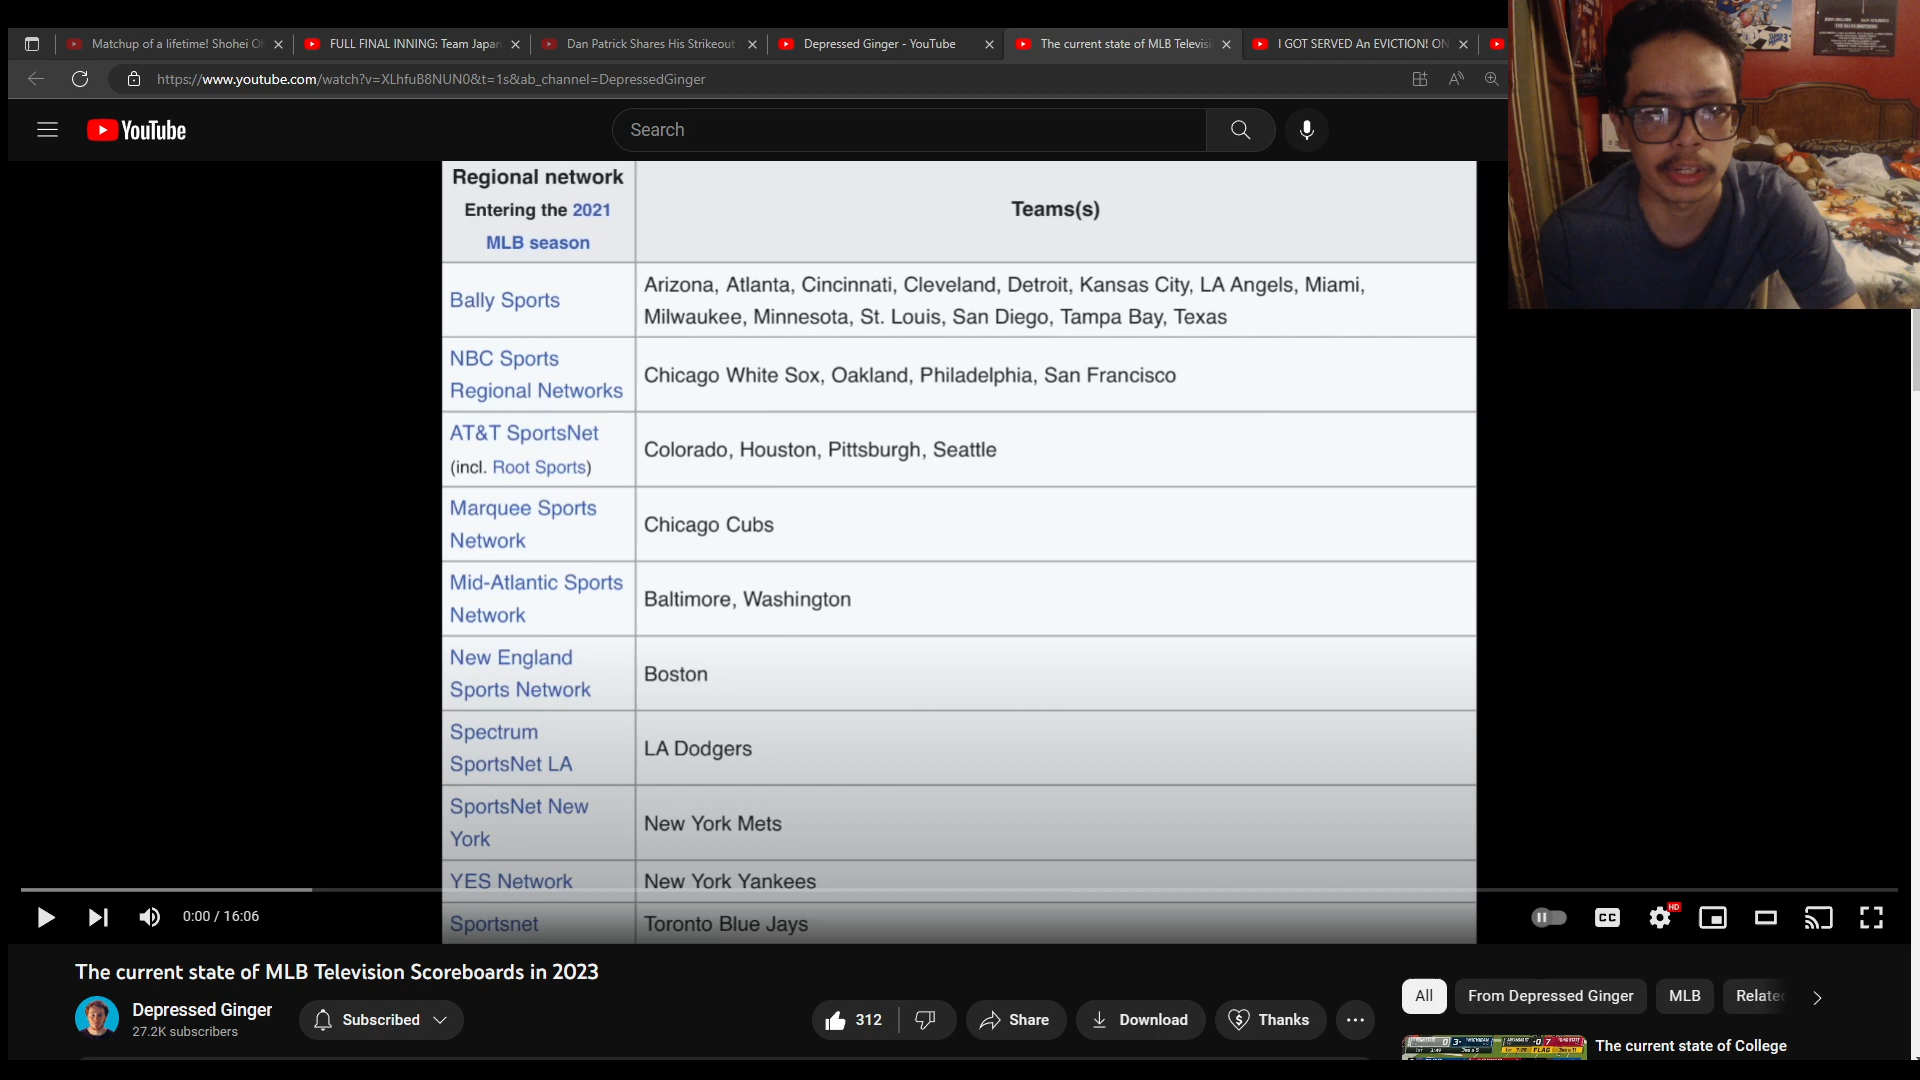 Matchup of a lifetime! Shohei O
FULL FINAL INNING: Team Japan
Dan Patrick Shares His Strikeout
Depressed Ginger - YouTube
The current state of MLB Televisi
I GOT SERVED An EVICTION! ON
https://www.youtube.com/watch?v=XLhfuB8NUN0&t=1s&ab_channel=DepressedGinger
YouTube
Search
Regional network
Entering the 2021
MLB season
Teams(s)
Bally Sports
Arizona, Atlanta, Cincinnati, Cleveland, Detroit, Kansas City, LA Angels, Miami,
Milwaukee, Minnesota, St. Louis, San Diego, Tampa Bay, Texas
NBC Sports
Regional Networks
Chicago White Sox, Oakland, Philadelphia, San Francisco
AT&T SportsNet
(incl. Root Sports)
Colorado, Houston, Pittsburgh, Seattle
Marquee Sports
Network
Chicago Cubs
Mid-Atlantic Sports
Network
Baltimore, Washington
New England
Sports Network
Boston
Spectrum
SportsNet LA
LA Dodgers
SportsNet New
York
New York Mets
YES Network
New York Yankees
Sportsnet
Toronto Blue Jays
0:00 / 16:06
CC
HD
The current state of MLB Television Scoreboards in 2023
Depressed Ginger
27.2K subscribers
Subscribed
312
Share
Download
Thanks
All
From Depressed Ginger
MLB
Relate
The current state of College